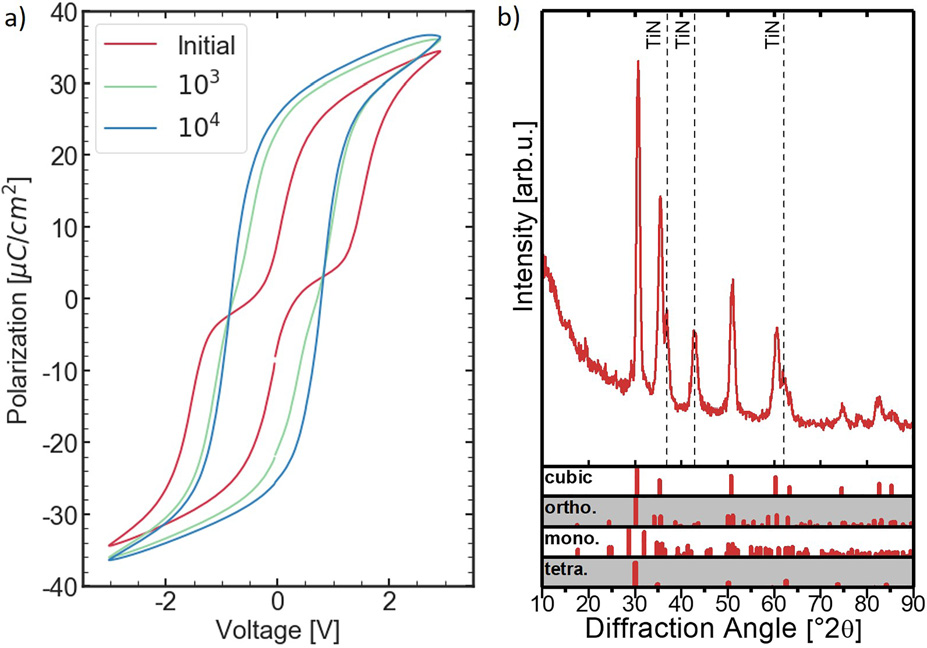 a)
Initial
10³
10⁴
40
30
20
10
0
-10
-20
-30
-40
-2
0
2
Polarization [μC/cm²]
Voltage [V]
b)
TiN
TiN
TiN
Intensity [arb.u.]
cubic
ortho.
mono.
tetra.
10 20 30 40 50 60 70 80 90
Diffraction Angle [°2θ]